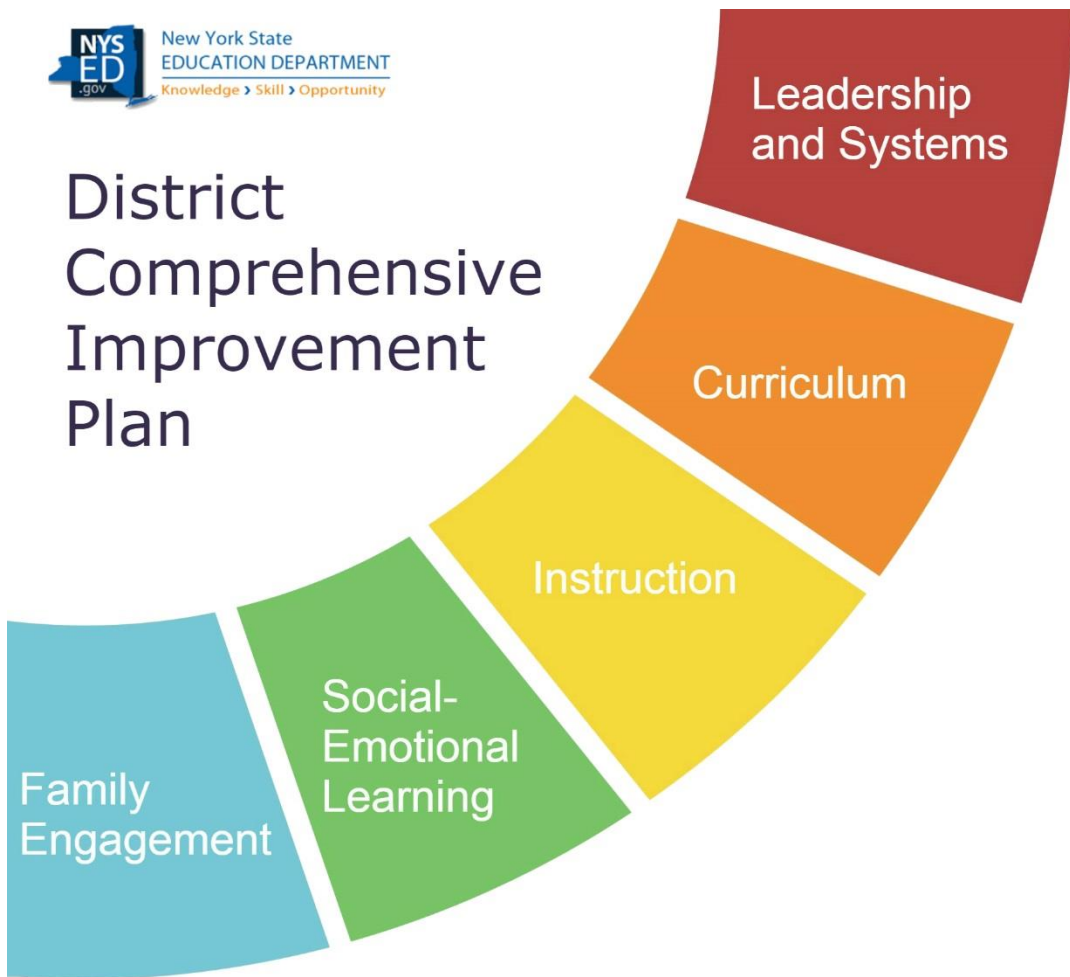 NYS
ED
.gov
New York State
EDUCATION DEPARTMENT
Knowledge › Skill › Opportunity
District
Comprehensive
Improvement
Plan
Leadership
and Systems
Curriculum
Instruction
Social-
Emotional
Learning
Family
Engagement